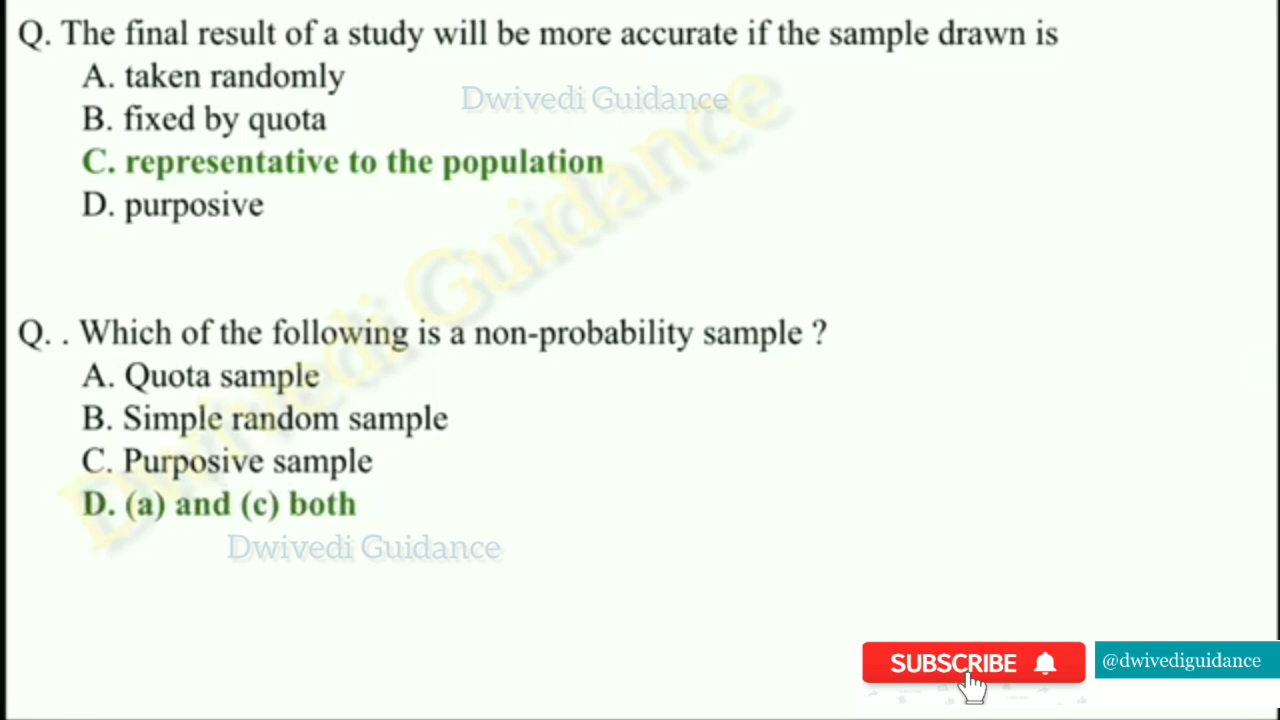 Q. The final result of a study will be more accurate if the sample drawn is
A. taken randomly
Dwivedi Guidance
B. fixed by quota
C. representative to the population
D. purposive
Dwivedi Guidance
Q. . Which of the following is a non-probability sample ?
A. Quota sample
B. Simple random sample
C. Purposive sample
D. (a) and (c) both
Dwivedi Guidance
SUBSCRIBE
@dwivediguidance